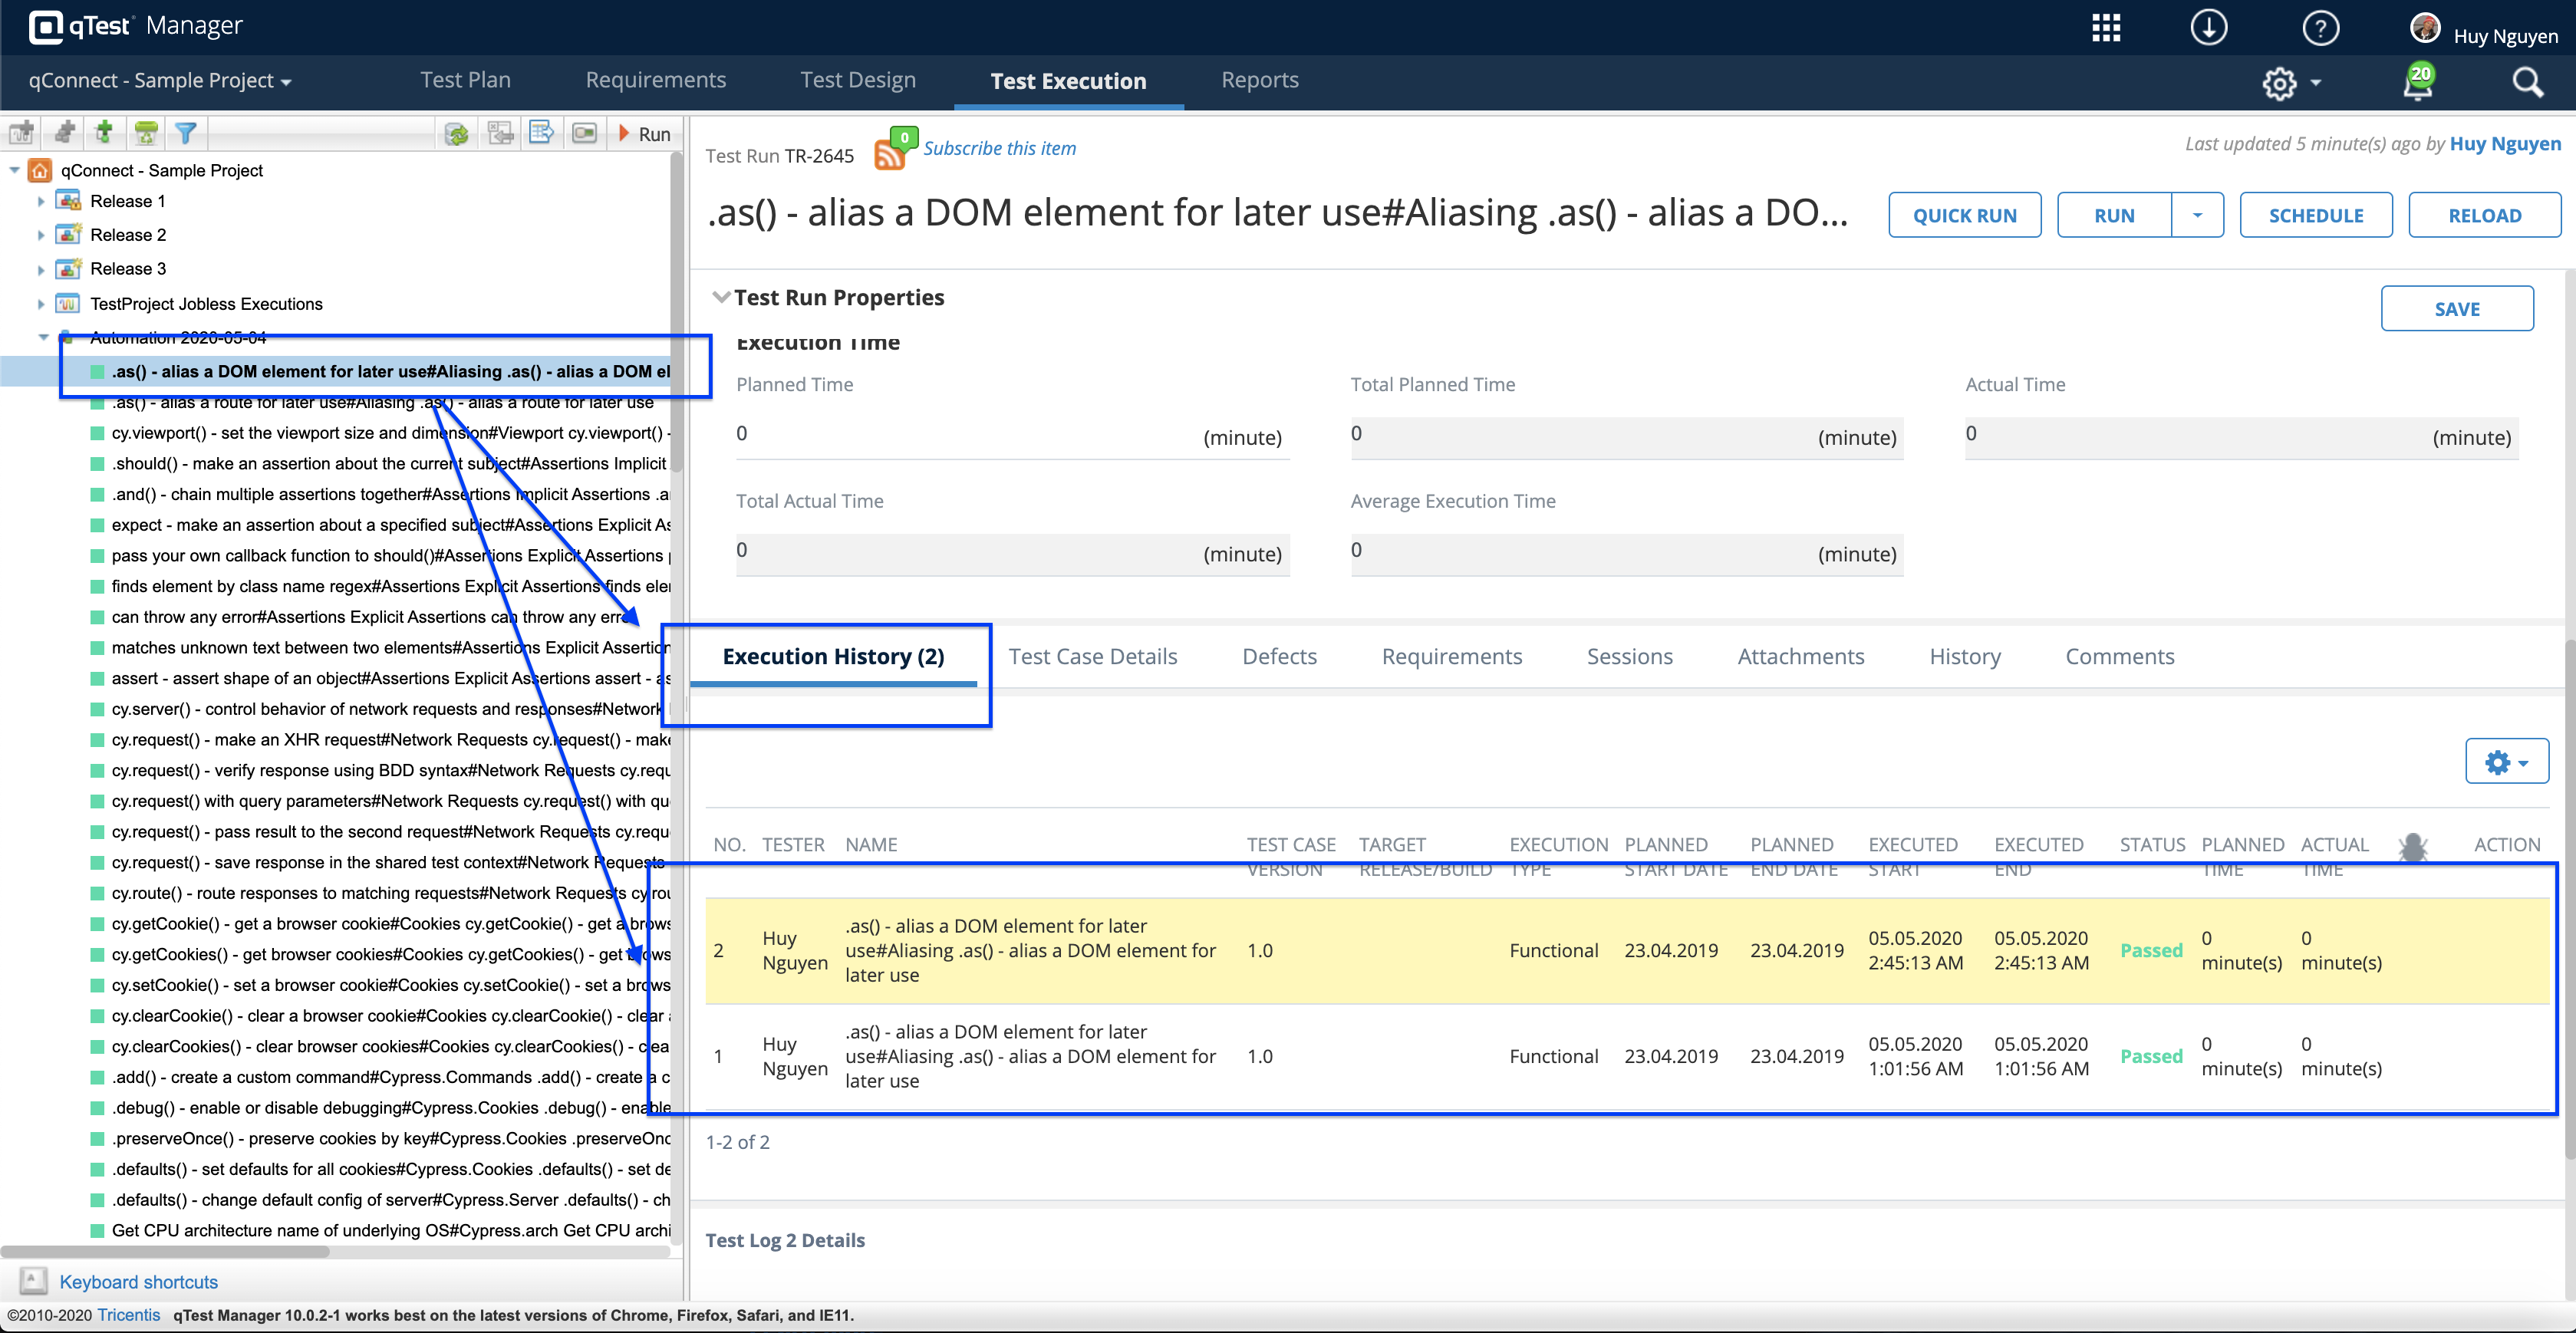 qTest Manager
Huy Nguyen
qConnect - Sample Project
Test Plan
Requirements
Test Design
Test Execution
Reports
20
Run
qConnect - Sample Project
Release 1
Release 2
Release 3
TestProject Jobless Executions
Automation 2020-05-04
.as() - alias a DOM element for later use#Aliasing .as() - alias a DOM el
.as() - alias a route for later use#Aliasing .as() - alias a route for later use
cy.viewport() - set the viewport size and dimension#Viewport cy.viewport() -
.should() - make an assertion about the current subject#Assertions Implicit
.and() - chain multiple assertions together#Assertions Implicit Assertions .a
expect - make an assertion about a specified subject#Assertions Explicit As
pass your own callback function to should()#Assertions Explicit Assertions
finds element by class name regex#Assertions Explicit Assertions finds ele
can throw any error#Assertions Explicit Assertions can throw any error
matches unknown text between two elements#Assertions Explicit Assertion
assert - assert shape of an object#Assertions Explicit Assertions assert - as
cy.server() - control behavior of network requests and responses#Network
cy.request() - make an XHR request#Network Requests cy.request() - make
cy.request() - verify response using BDD syntax#Network Requests cy.requ
cy.request() with query parameters#Network Requests cy.request() with qu
cy.request() - pass result to the second request#Network Requests cy.requ
cy.request() - save response in the shared test context#Network Requests
cy.route() - route responses to matching requests#Network Requests cy.rou
cy.getCookie() - get a browser cookie#Cookies cy.getCookie() - get a brows
cy.getCookies() - get browser cookies#Cookies cy.getCookies() - get brows
cy.setCookie() - set a browser cookie#Cookies cy.setCookie() - set a brows
cy.clearCookie() - clear a browser cookie#Cookies cy.clearCookie() - clear
cy.clearCookies() - clear browser cookies#Cookies cy.clearCookies() - clea
.add() - create a custom command#Cypress.Commands .add() - create a c
.debug() - enable or disable debugging#Cypress.Cookies .debug() - enable
.preserveOnce() - preserve cookies by key#Cypress.Cookies .preserveOnc
.defaults() - set defaults for all cookies#Cypress.Cookies .defaults() - set de
.defaults() - change default config of server#Cypress.Server .defaults() - ch
Get CPU architecture name of underlying OS#Cypress.arch Get CPU archi
Keyboard shortcuts
Test Run TR-2645
0
Subscribe this item
Last updated 5 minute(s) ago by Huy Nguyen
.as() - alias a DOM element for later use#Aliasing .as() - alias a DO...
QUICK RUN
RUN
SCHEDULE
RELOAD
Test Run Properties
SAVE
Execution Time
Planned Time
Total Planned Time
Actual Time
0 (minute)
0 (minute)
0 (minute)
Total Actual Time
Average Execution Time
0 (minute)
0 (minute)
Execution History (2)
Test Case Details
Defects
Requirements
Sessions
Attachments
History
Comments
NO. TESTER NAME TEST CASE TARGET EXECUTION PLANNED PLANNED EXECUTED EXECUTED STATUS PLANNED ACTUAL ACTION
VERSION RELEASE/BUILD TYPE START DATE END DATE START END TIME TIME
.as() - alias a DOM element for later
Huy 05.05.2020 05.05.2020 0 0
2 use#Aliasing .as() - alias a DOM element for 1.0 Functional 23.04.2019 23.04.2019 Passed
Nguyen 2:45:13 AM 2:45:13 AM minute(s) minute(s)
later use
.as() - alias a DOM element for later
Huy 05.05.2020 05.05.2020 0 0
1 use#Aliasing .as() - alias a DOM element for 1.0 Functional 23.04.2019 23.04.2019 Passed
Nguyen 1:01:56 AM 1:01:56 AM minute(s) minute(s)
later use
1-2 of 2
Test Log 2 Details
©2010-2020 Tricentis qTest Manager 10.0.2-1 works best on the latest versions of Chrome, Firefox, Safari, and IE11.